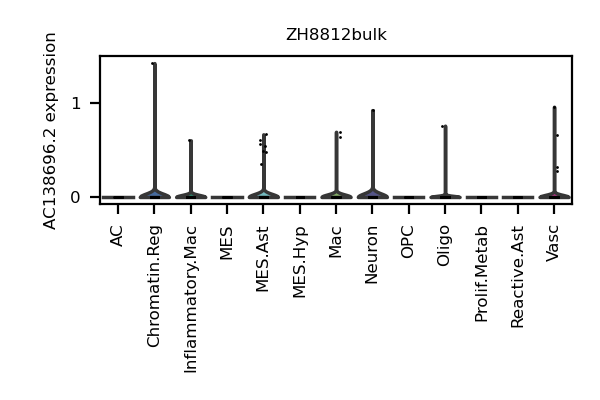 ZH8812bulk
AC138696.2 expression
1
0
AC
Chromatin.Reg
Inflammatory.Mac
MES
MES.Ast
MES.Hyp
Mac
Neuron
OPC
Oligo
Prolif.Metab
Reactive.Ast
Vasc